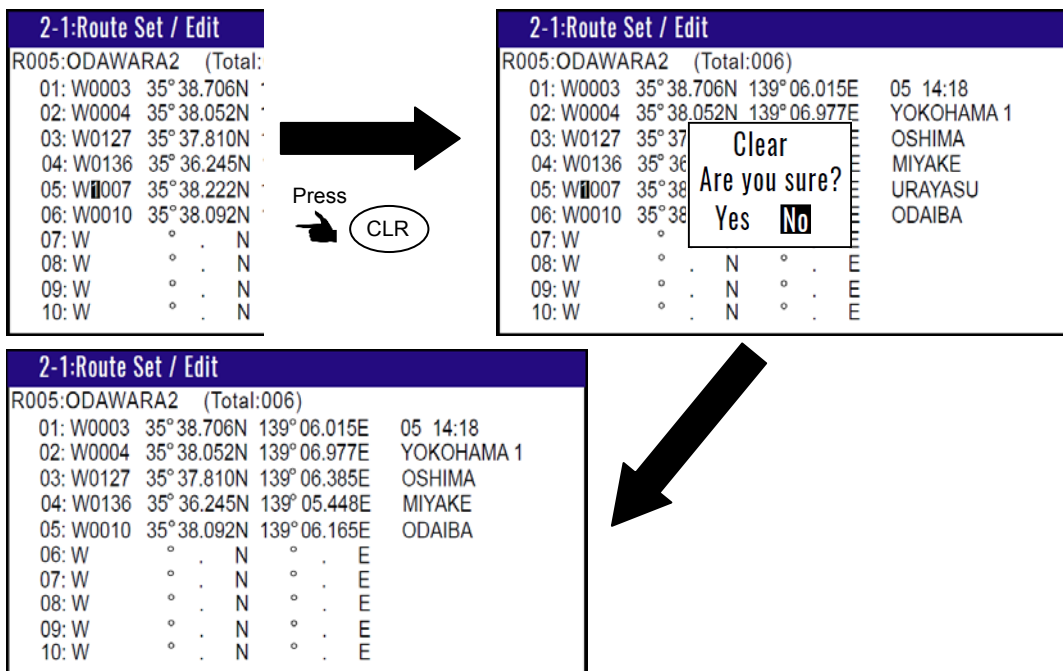 2-1:Route Set / Edit
R005:ODAWARA2 (Total:
01: W0003 35°38.706N
02: W0004 35°38.052N
03: W0127 35°37.810N
04: W0136 35°36.245N
05: W1007 35°38.222N
06: W0010 35°38.092N
07: W ° . N
08: W ° . N
09: W ° . N
10: W ° . N
Press
CLR
2-1:Route Set / Edit
R005:ODAWARA2 (Total:006)
01: W0003 35°38.706N 139°06.015E 05 14:18
02: W0004 35°38.052N 139°06.977E YOKOHAMA 1
03: W0127 35°37 E OSHIMA
04: W0136 35°36 E MIYAKE
05: W1007 35°38 E URAYASU
06: W0010 35°38 E ODAIBA
07: W ° E
08: W ° . N ° . E
09: W ° . N ° . E
10: W ° . N ° . E
Clear
Are you sure?
Yes No
2-1:Route Set / Edit
R005:ODAWARA2 (Total:006)
01: W0003 35°38.706N 139°06.015E 05 14:18
02: W0004 35°38.052N 139°06.977E YOKOHAMA 1
03: W0127 35°37.810N 139°06.385E OSHIMA
04: W0136 35°36.245N 139°05.448E MIYAKE
05: W0010 35°38.092N 139°06.165E ODAIBA
06: W ° . N ° . E
07: W ° . N ° . E
08: W ° . N ° . E
09: W ° . N ° . E
10: W ° . N ° . E